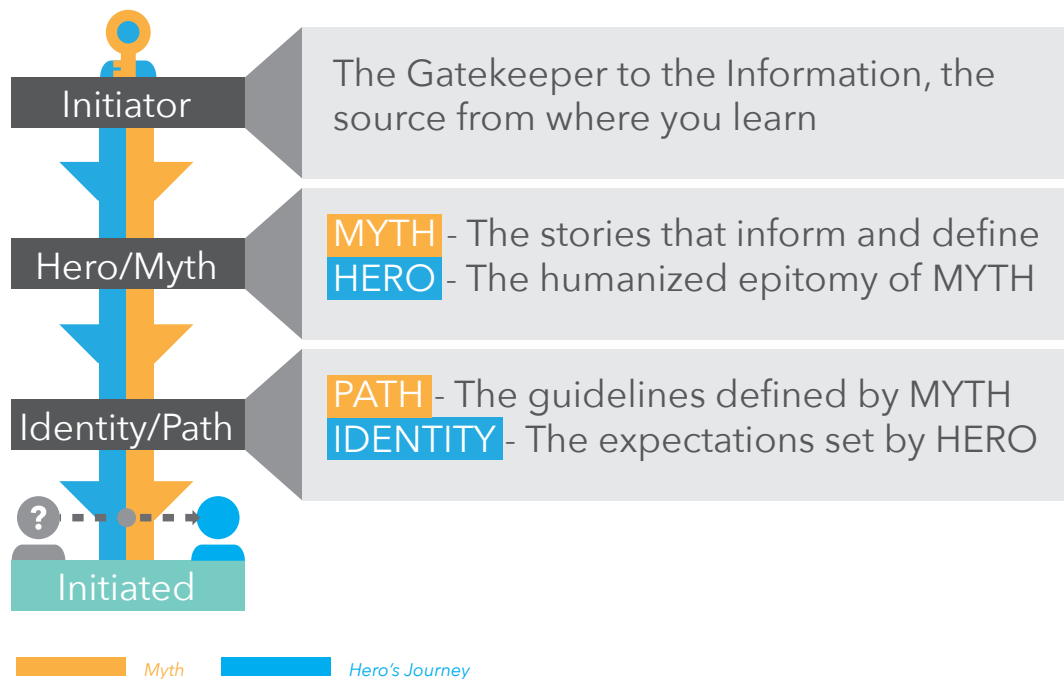 Initiator
The Gatekeeper to the Information, the
source from where you learn
Hero/Myth
MYTH - The stories that inform and define
HERO - The humanized epitomy of MYTH
Identity/Path
PATH - The guidelines defined by MYTH
IDENTITY - The expectations set by HERO
?
Initiated
Myth
Hero's Journey